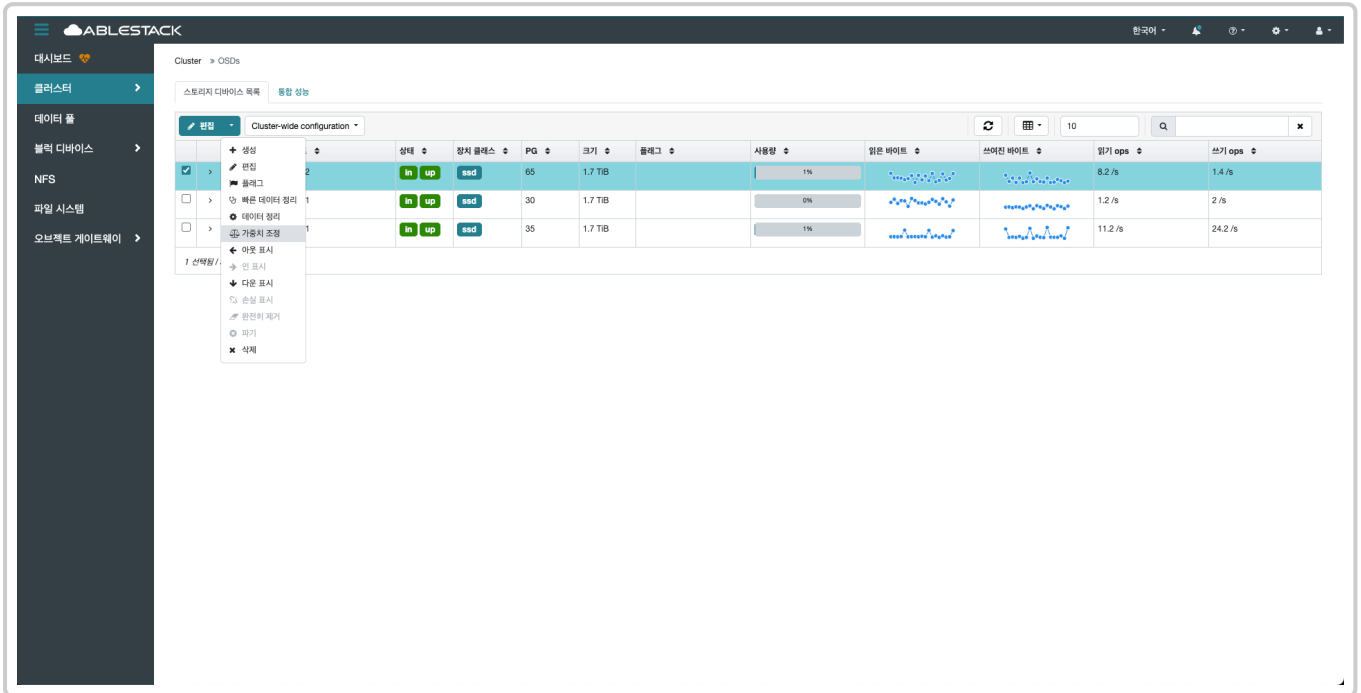 ABLESTACK
한국어
대시보드
클러스터
데이터 풀
블럭 디바이스
NFS
파일 시스템
오브젝트 게이트웨이
Cluster » OSDs
스토리지 디바이스 목록 통합 성능
편집 Cluster-wide configuration 10
상태 장치 클래스 PG 크기 플래그 사용량 읽은 바이트 쓰여진 바이트 읽기 ops 쓰기 ops
2 in up ssd 65 1.7 TiB 1% 8.2 /s 1.4 /s
1 in up ssd 30 1.7 TiB 0% 1.2 /s 2 /s
1 in up ssd 35 1.7 TiB 1% 11.2 /s 24.2 /s
1 선택됨 /
생성
편집
플래그
빠른 데이터 정리
데이터 정리
가중치 조정
아웃 표시
인 표시
다운 표시
손실 표시
완전히 제거
파기
삭제